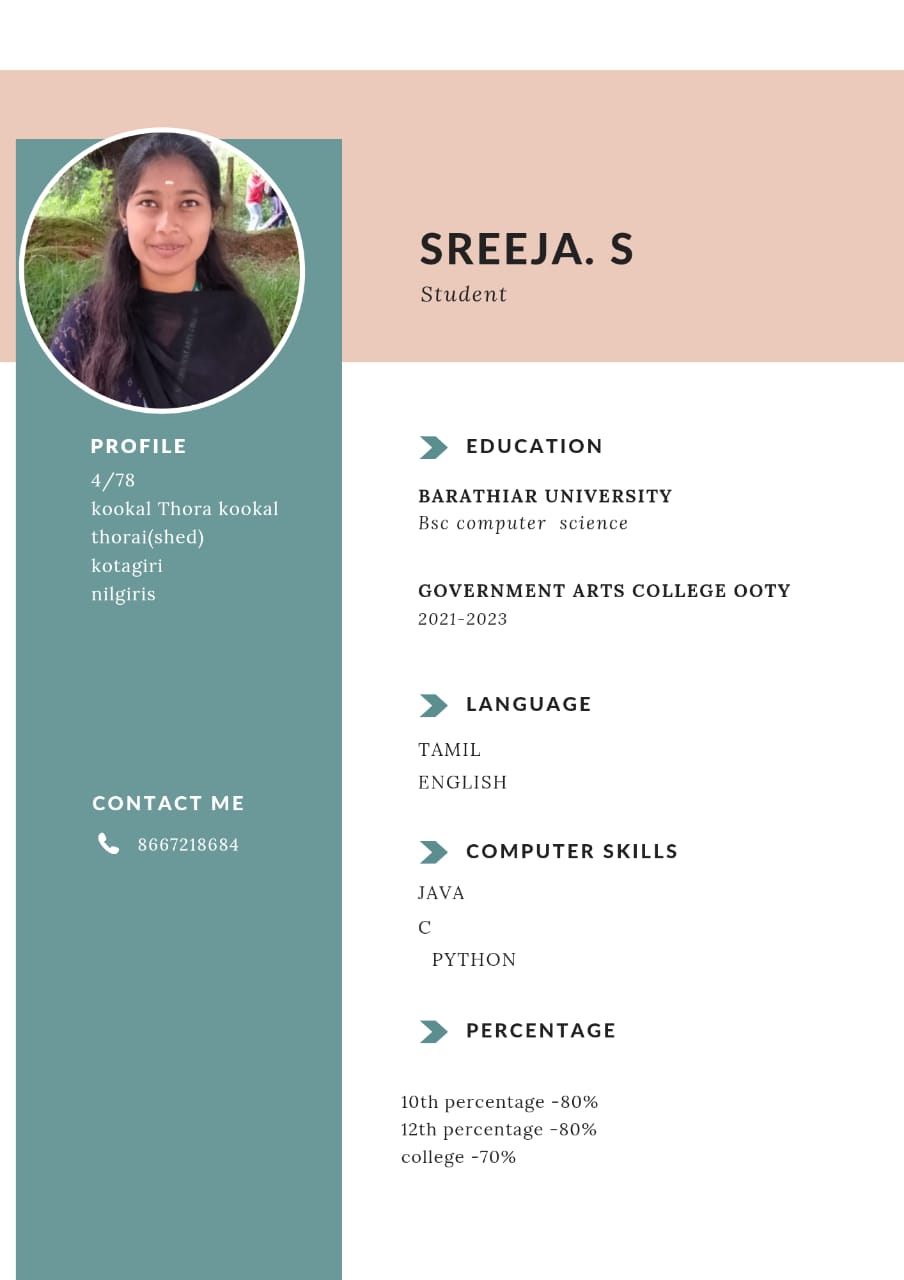 SREEJA. S
Student
PROFILE
4/78
kookal Thora kookal
thorai(shed)
kotagiri
nilgiris
CONTACT ME
8667218684
EDUCATION
BARATHIAR UNIVERSITY
Bsc computer science
GOVERNMENT ARTS COLLEGE OOTY
2021-2023
LANGUAGE
TAMIL
ENGLISH
COMPUTER SKILLS
JAVA
C
PYTHON
PERCENTAGE
10th percentage -80%
12th percentage -80%
college -70%